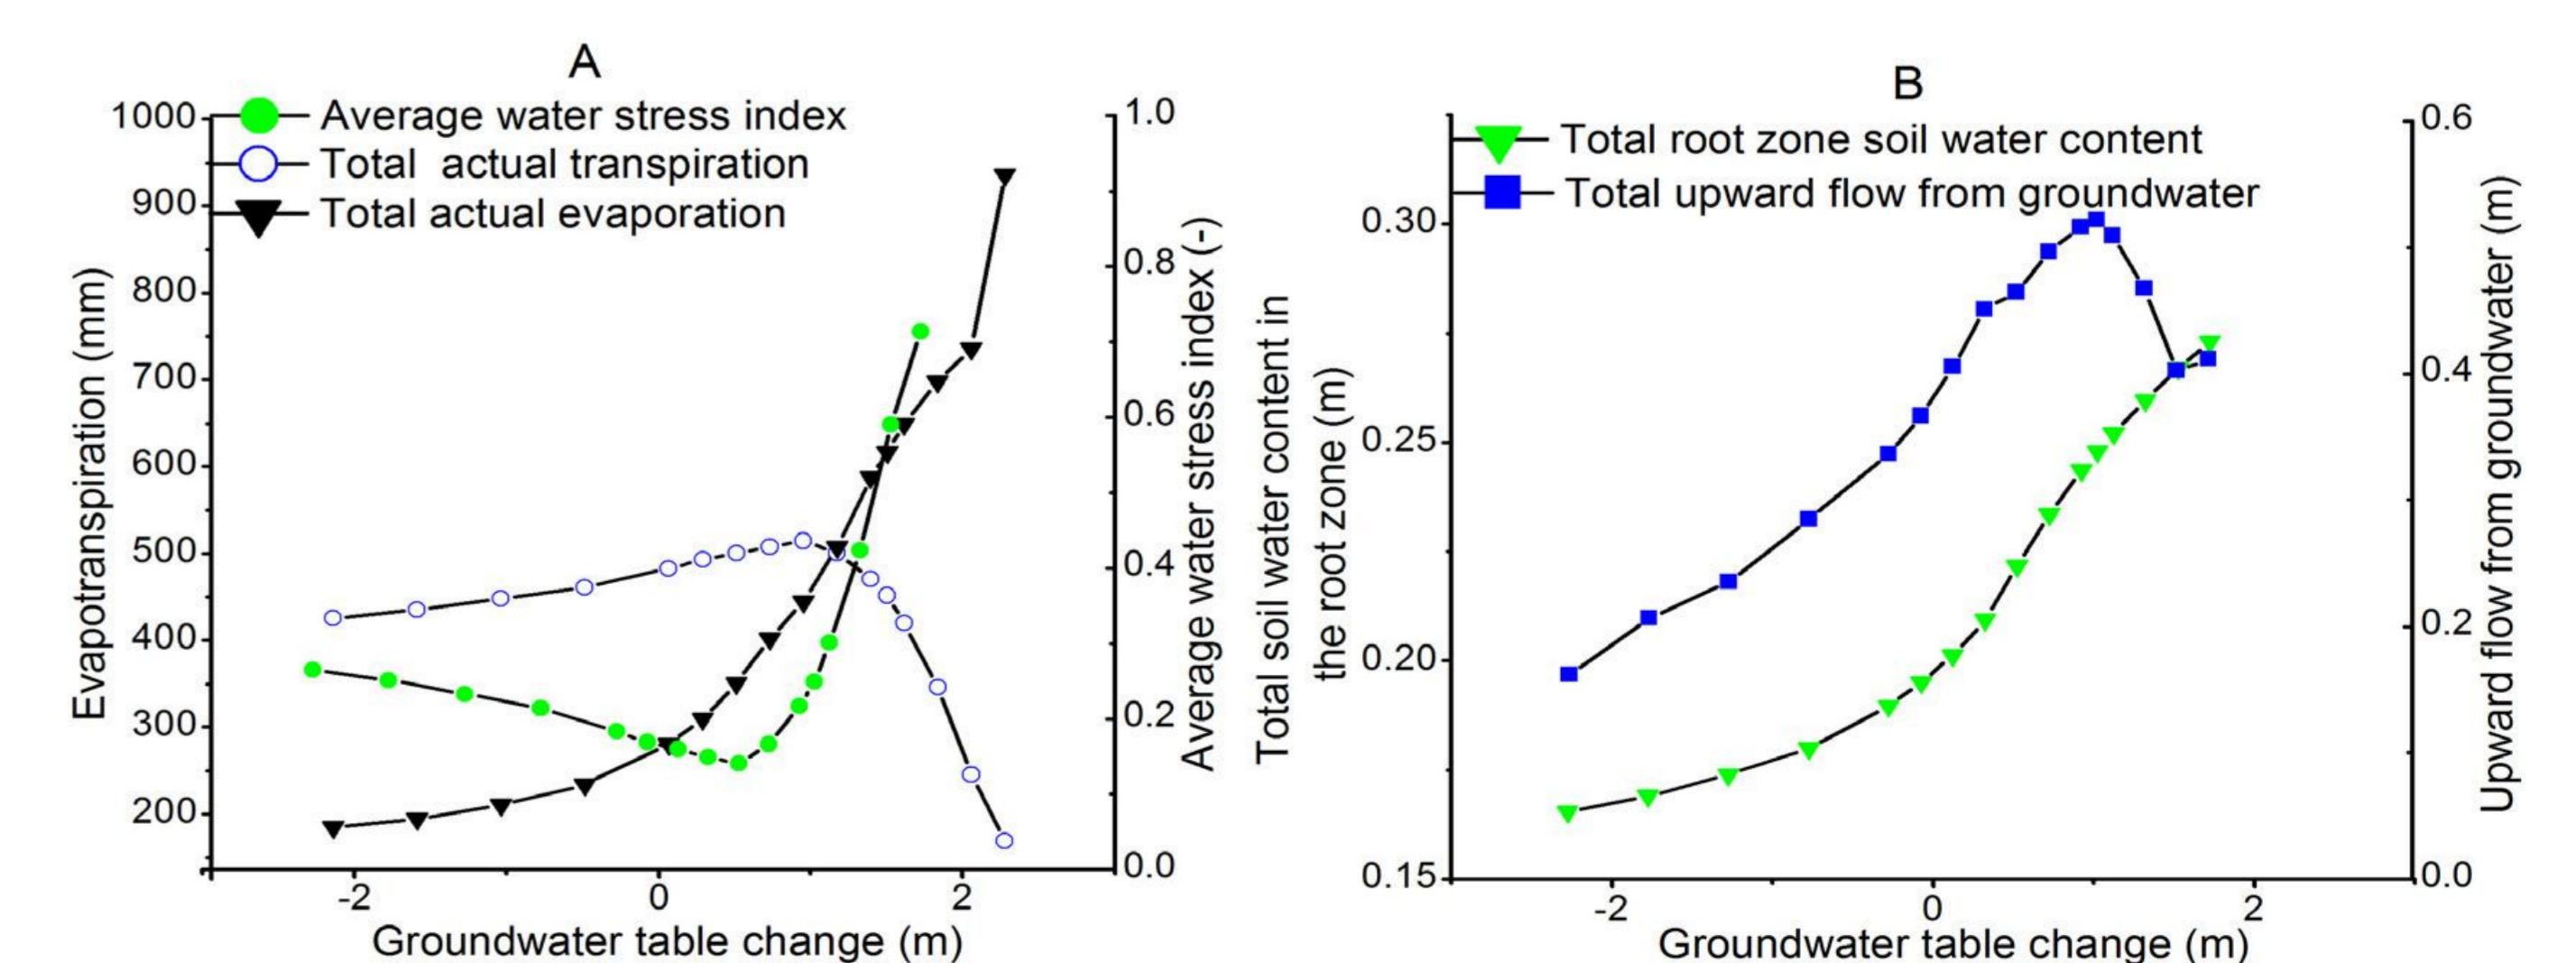 A
Average water stress index
Total actual transpiration
Total actual evaporation
1000
900
800
700
600
500
400
300
200
1.0
0.8
0.6
0.4
0.2
0.0
-2
0
2
Evapotranspiration (mm)
Average water stress index (-)
Groundwater table change (m)
B
Total root zone soil water content
Total upward flow from groundwater
0.30
0.25
0.20
0.15
0.6
0.4
0.2
0.0
-2
0
2
Total soil water content in
the root zone (m)
Upward flow from groundwater (m)
Groundwater table change (m)